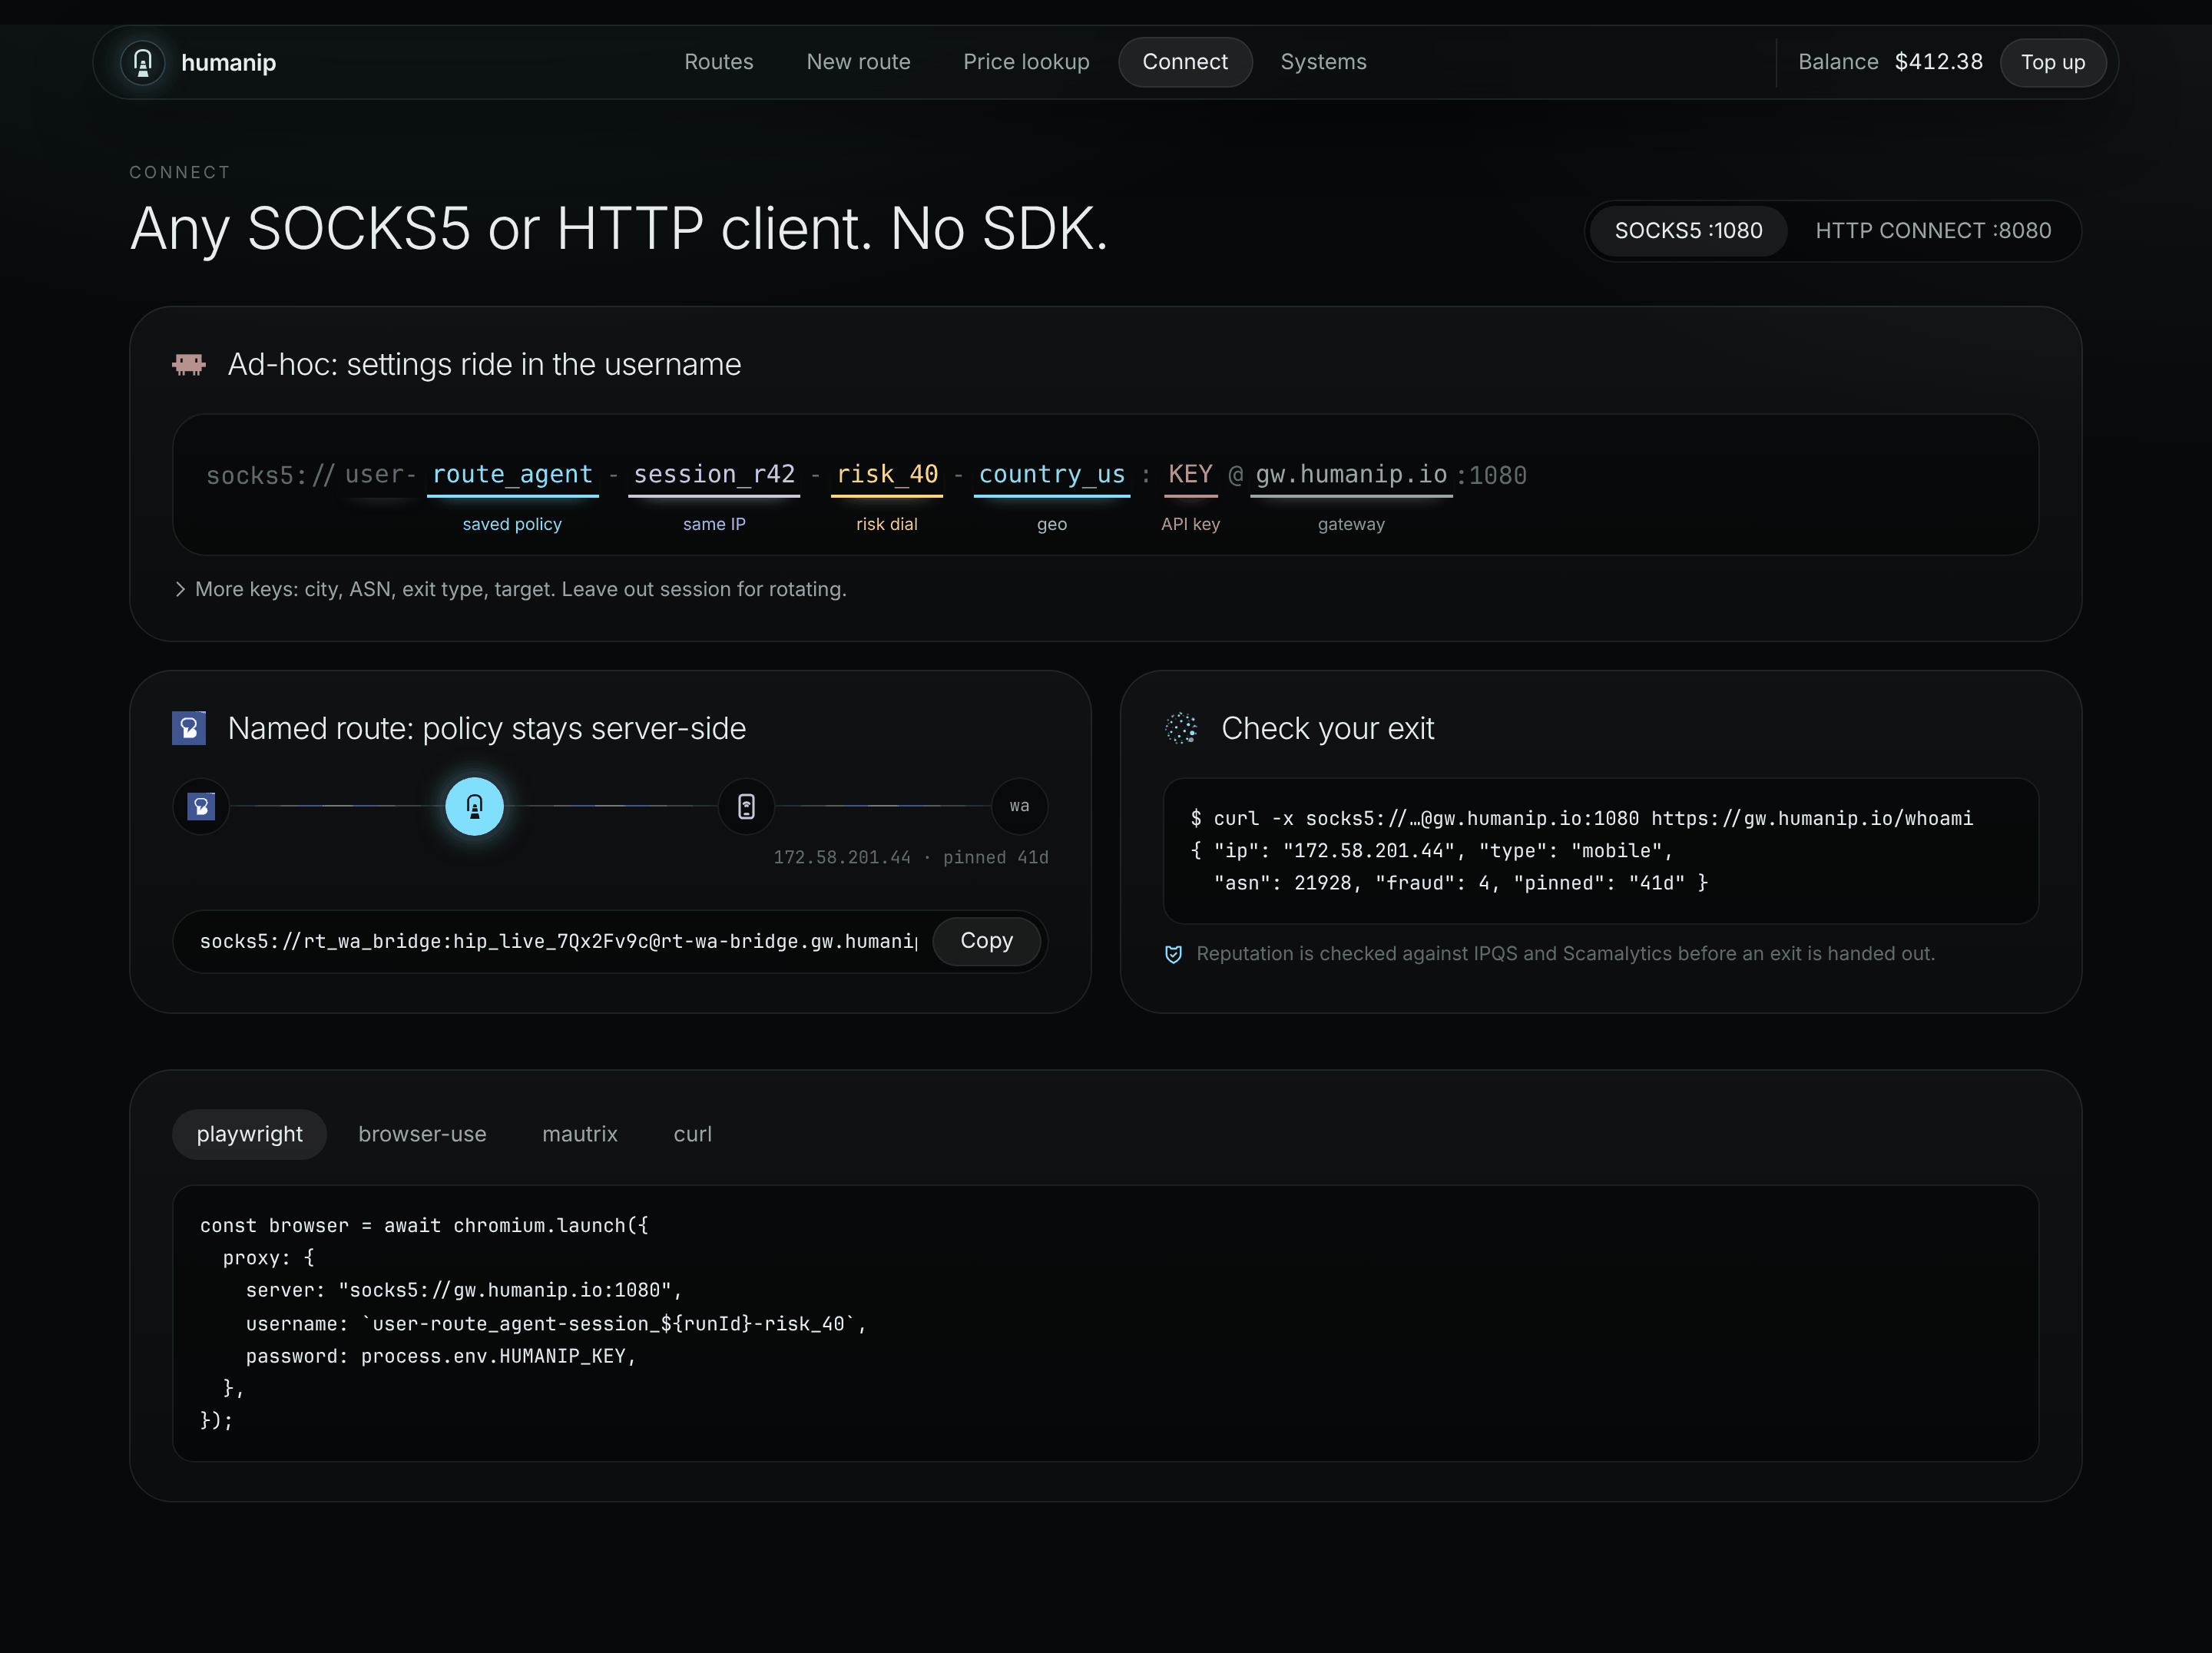 humanip
Routes
New route
Price lookup
Connect
Systems
Balance $412.38
Top up
CONNECT
Any SOCKS5 or HTTP client. No SDK.
SOCKS5 :1080
HTTP CONNECT :8080
Ad-hoc: settings ride in the username
socks5://user-route_agent-session_r42-risk_40-country_us:KEY@gw.humanip.io:1080
saved policy
same IP
risk dial
geo
API key
gateway
More keys: city, ASN, exit type, target. Leave out session for rotating.
Named route: policy stays server-side
wa
172.58.201.44 · pinned 41d
socks5://rt_wa_bridge:hip_live_7Qx2Fv9c@rt-wa-bridge.gw.humani
Copy
Check your exit
$ curl -x socks5://…@gw.humanip.io:1080 https://gw.humanip.io/whoami
{ "ip": "172.58.201.44", "type": "mobile",
"asn": 21928, "fraud": 4, "pinned": "41d" }
Reputation is checked against IPQS and Scamalytics before an exit is handed out.
playwright
browser-use
mautrix
curl
const browser = await chromium.launch({
proxy: {
server: "socks5://gw.humanip.io:1080",
username: `user-route_agent-session_${runId}-risk_40`,
password: process.env.HUMANIP_KEY,
},
});